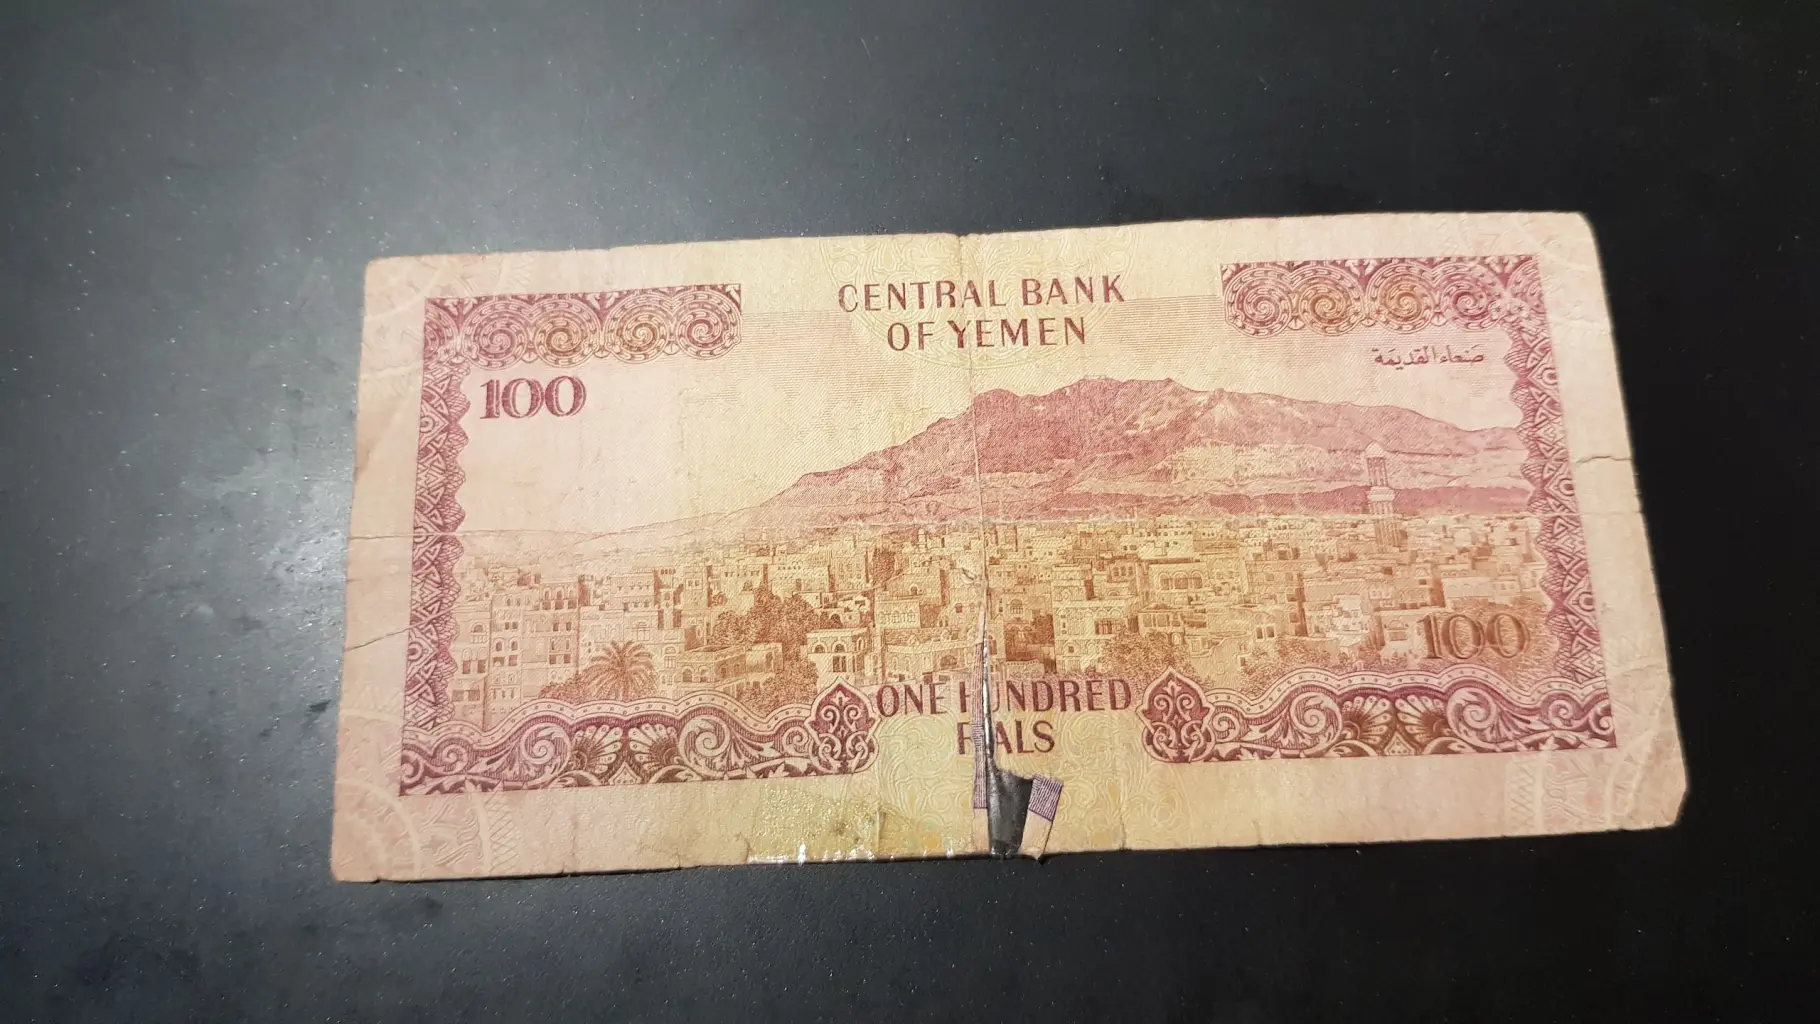 CENTRAL BANK
OF YEMEN
صنعاء القديمة
100
100
ONE HUNDRED
RIALS